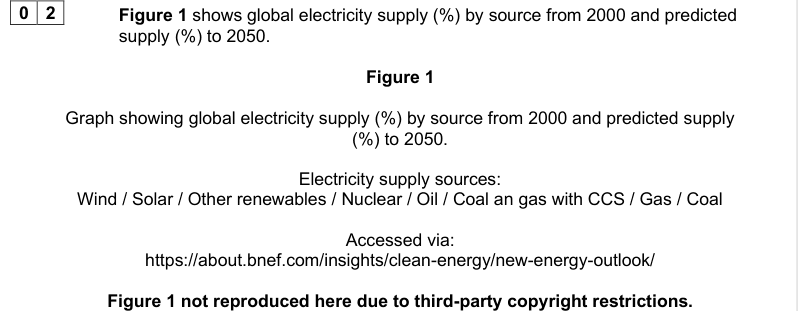 0 2 Figure 1 shows global electricity supply (%) by source from 2000 and predicted
supply (%) to 2050.
Figure 1
Graph showing global electricity supply (%) by source from 2000 and predicted supply
(%) to 2050.
Electricity supply sources:
Wind / Solar / Other renewables / Nuclear / Oil / Coal an gas with CCS / Gas / Coal
Accessed via:
https://about.bnef.com/insights/clean-energy/new-energy-outlook/
Figure 1 not reproduced here due to third-party copyright restrictions.